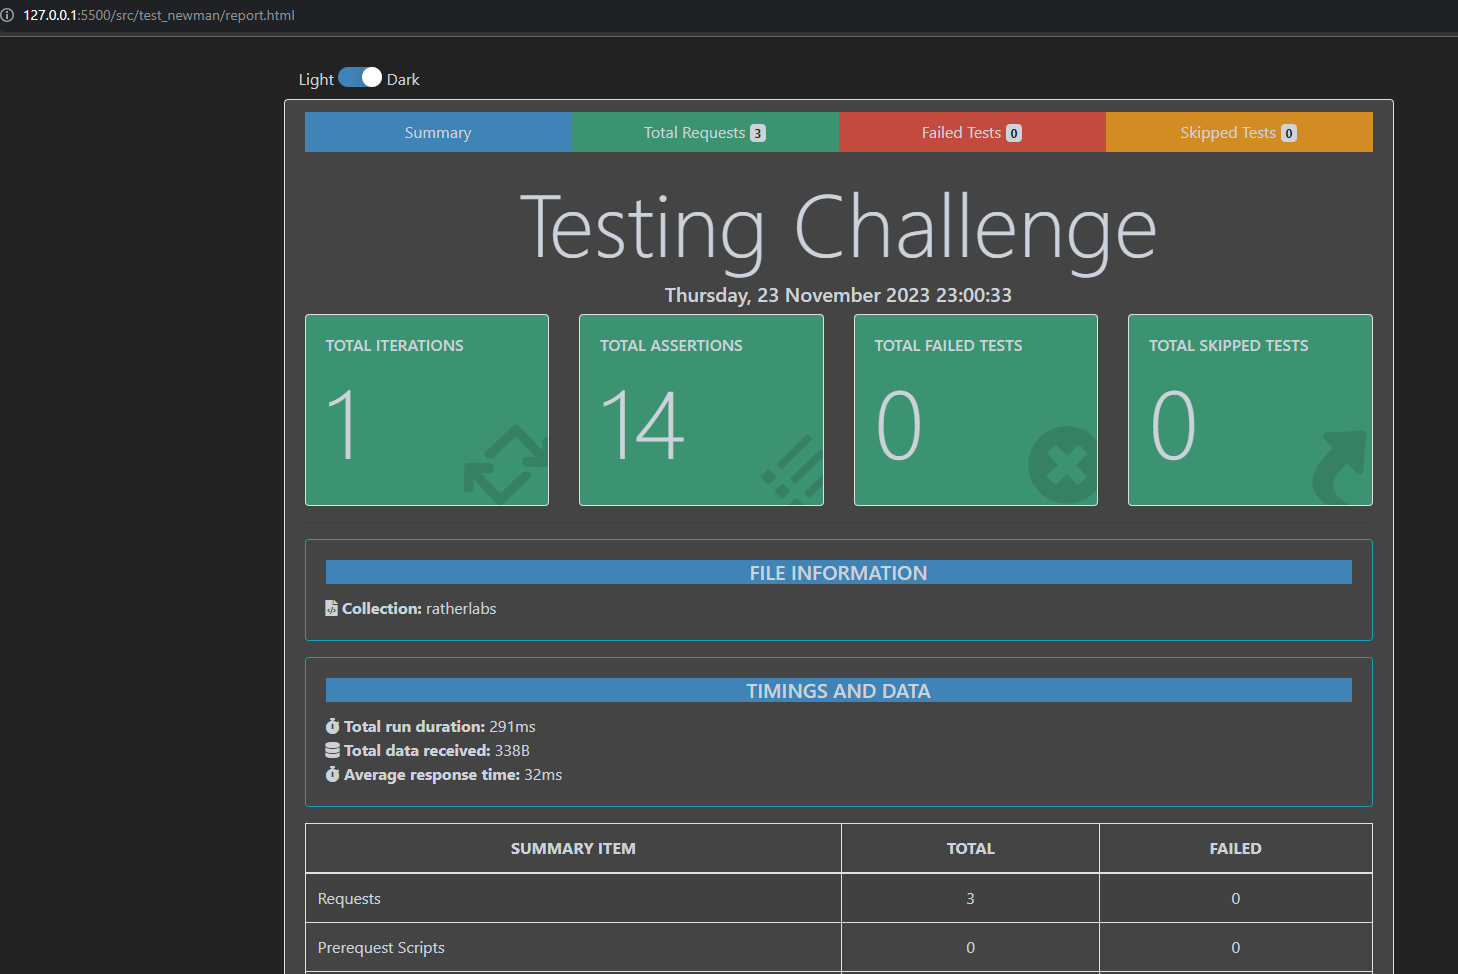 127.0.0.1:5500/src/test_newman/report.html
Light Dark
Summary Total Requests 3 Failed Tests 0 Skipped Tests 0
Testing Challenge
Thursday, 23 November 2023 23:00:33
TOTAL ITERATIONS TOTAL ASSERTIONS TOTAL FAILED TESTS TOTAL SKIPPED TESTS
1 14 0 0
FILE INFORMATION
Collection: ratherlabs
TIMINGS AND DATA
Total run duration: 291ms
Total data received: 338B
Average response time: 32ms
SUMMARY ITEM TOTAL FAILED
Requests 3 0
Prerequest Scripts 0 0